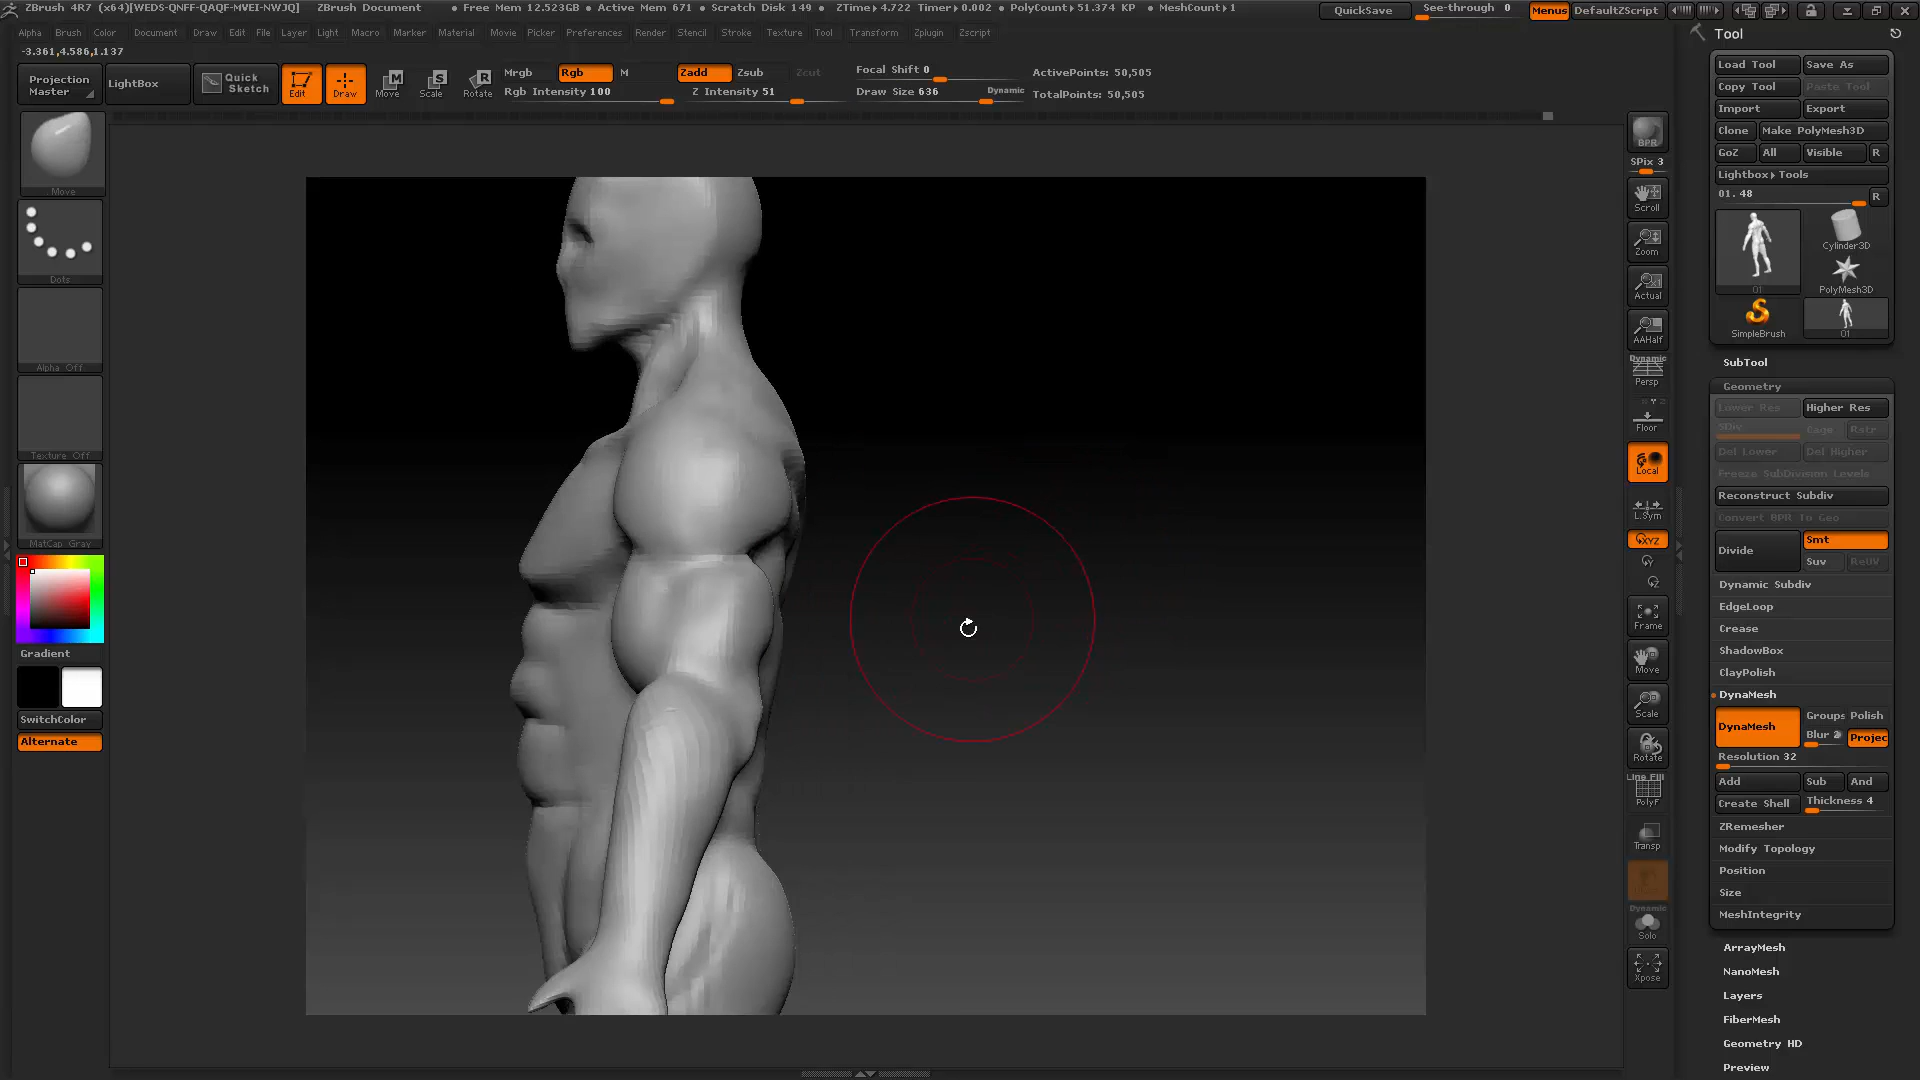 ZBrush 4R7 (x64)[WEDS-QNFF-QAQF-MVEI-NWJQ] ZBrush Document • Free Mem 12.523GB • Active Mem 671 • Scratch Disk 149 • ZTime▸4.722 Timer▸0.002 • PolyCount▸51.374 KP • MeshCount▸1 QuickSave See-through 0 Menus DefaultZScript
Alpha Brush Color Document Draw Edit File Layer Light Macro Marker Material Movie Picker Preferences Render Stencil Stroke Texture Tool Transform Zplugin Zscript
-3.361,4.586,1.137
Projection Master
LightBox
Quick Sketch
Edit
Draw
Move
Scale
Rotate
Mrgb Rgb M
Rgb Intensity 100
Zadd Zsub Zcut
Z Intensity 51
Focal Shift 0
Draw Size 636 Dynamic
ActivePoints: 50,505
TotalPoints: 50,505
Move
Dots
Alpha Off
Texture Off
MatCap Gray
Gradient
SwitchColor
Alternate
BPR
SPix 3
Scroll
Zoom
Actual
AAHalf
Dynamic
Persp
Floor
Local
L.Sym
XYZ
Y
Z
Frame
Move
Scale
Rotate
Line Fill
PolyF
Transp
Dynamic
Solo
Xpose
Tool
Load Tool Save As
Copy Tool Paste Tool
Import Export
Clone Make PolyMesh3D
GoZ All Visible R
Lightbox▸Tools
01. 48 R
01
Cylinder3D
PolyMesh3D
SimpleBrush
01
SubTool
Geometry
Lower Res Higher Res
SDiv Cage Rstr
Del Lower Del Higher
Freeze SubDivision Levels
Reconstruct Subdiv
Convert BPR To Geo
Divide Smt
Suv ReUV
Dynamic Subdiv
EdgeLoop
Crease
ShadowBox
ClayPolish
DynaMesh
DynaMesh Groups Polish
Blur 2 Projec
Resolution 32
Add Sub And
Create Shell Thickness 4
ZRemesher
Modify Topology
Position
Size
MeshIntegrity
ArrayMesh
NanoMesh
Layers
FiberMesh
Geometry HD
Preview